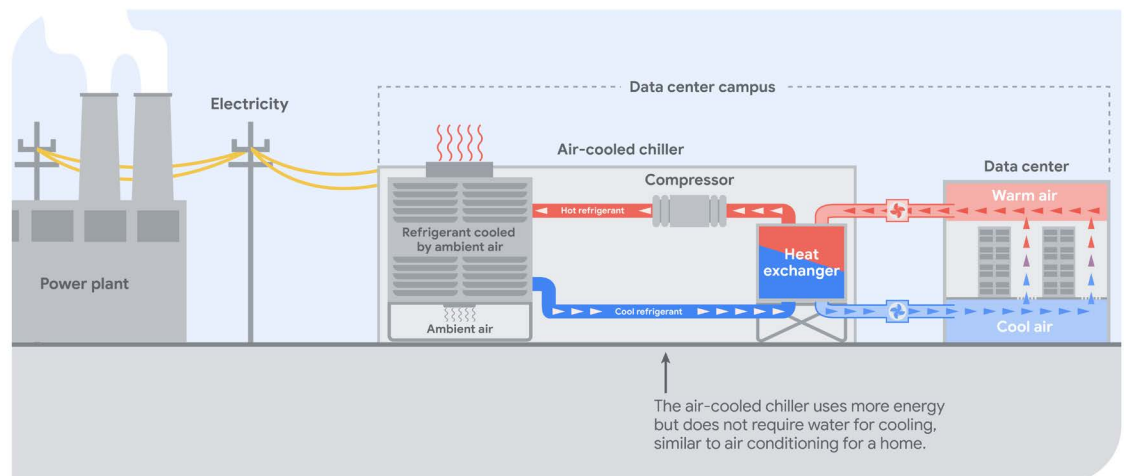 Data center campus
Electricity
Air-cooled chiller
Data center
Compressor
Warm air
Hot refrigerant
Refrigerant cooled
by ambient air
Heat
exchanger
Power plant
Cool refrigerant
Ambient air
Cool air
The air-cooled chiller uses more energy
but does not require water for cooling,
similar to air conditioning for a home.